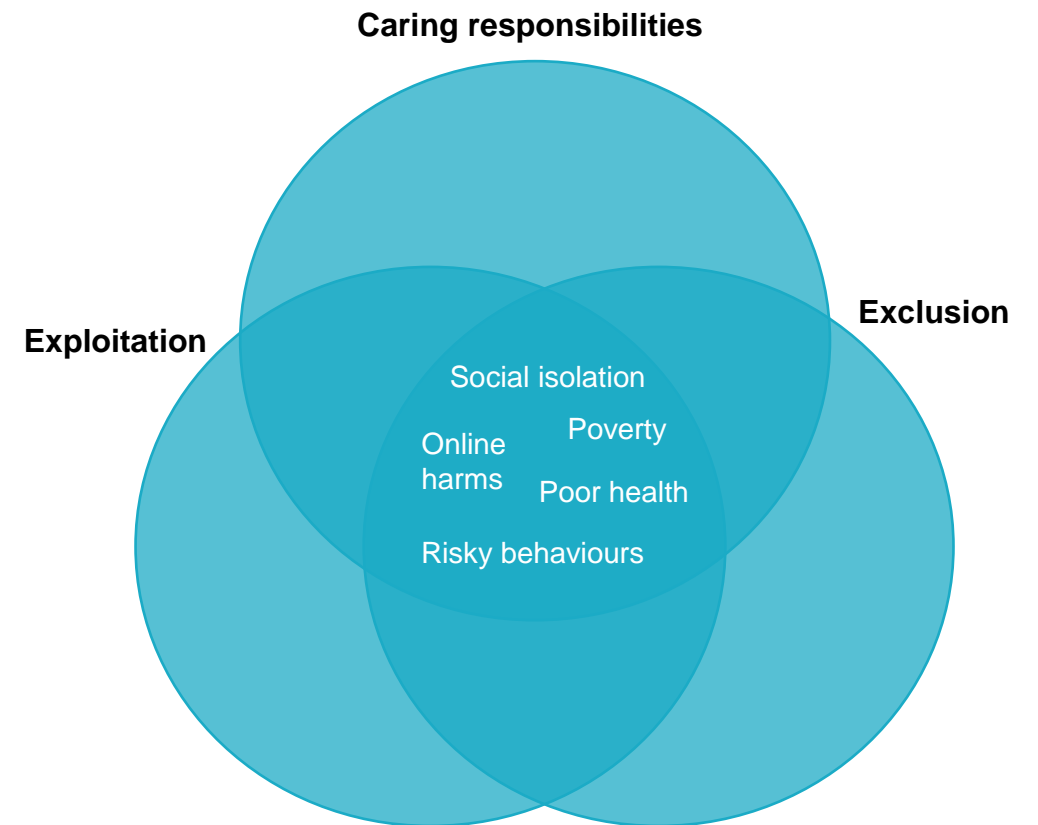 Caring responsibilities
Exclusion
Exploitation
Social isolation
Poverty
Online
harms
Poor health
Risky behaviours